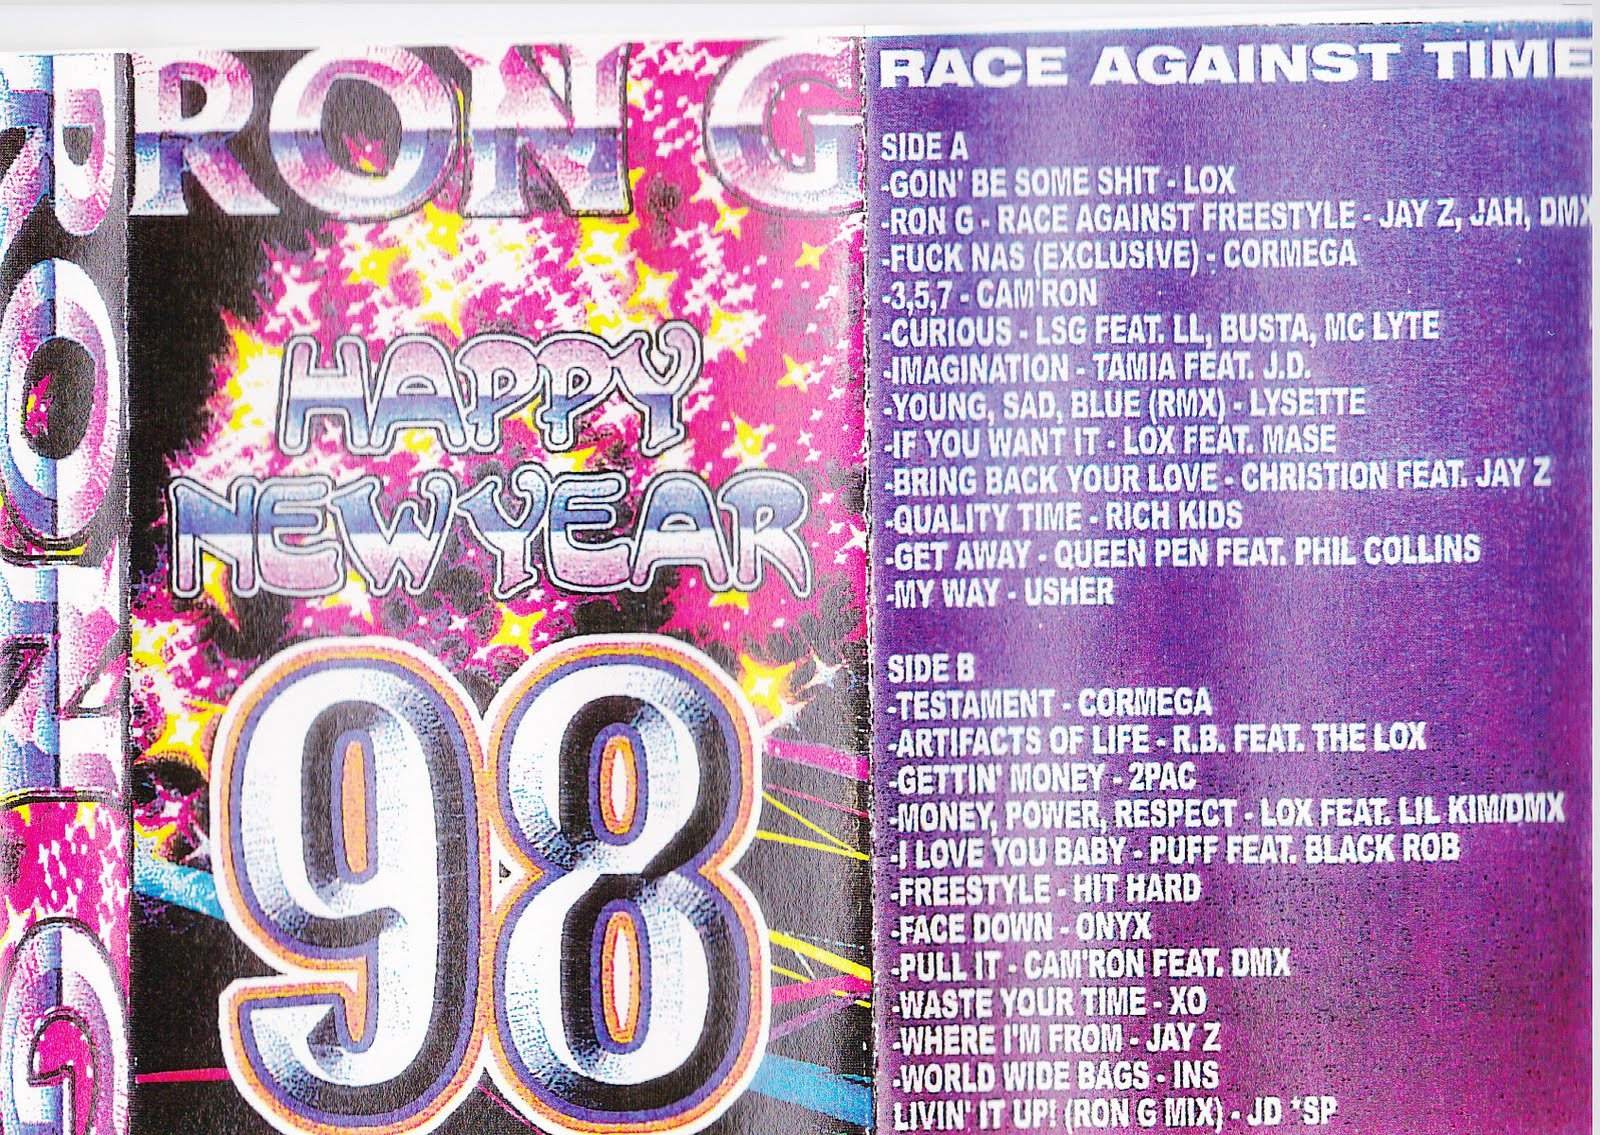 RON G
RON G
HAPPY
NEW YEAR
98
RACE AGAINST TIME
SIDE A
-GOIN' BE SOME SHIT - LOX
-RON G - RACE AGAINST FREESTYLE - JAY Z, JAH, DMX
-FUCK NAS (EXCLUSIVE) - CORMEGA
-3,5,7 - CAM'RON
-CURIOUS - LSG FEAT. LL, BUSTA, MC LYTE
-IMAGINATION - TAMIA FEAT. J.D.
-YOUNG, SAD, BLUE (RMX) - LYSETTE
-IF YOU WANT IT - LOX FEAT. MASE
-BRING BACK YOUR LOVE - CHRISTION FEAT. JAY Z
-QUALITY TIME - RICH KIDS
-GET AWAY - QUEEN PEN FEAT. PHIL COLLINS
-MY WAY - USHER
SIDE B
-TESTAMENT - CORMEGA
-ARTIFACTS OF LIFE - R.B. FEAT. THE LOX
-GETTIN' MONEY - 2PAC
-MONEY, POWER, RESPECT - LOX FEAT. LIL KIM/DMX
-I LOVE YOU BABY - PUFF FEAT. BLACK ROB
-FREESTYLE - HIT HARD
-FACE DOWN - ONYX
-PULL IT - CAM'RON FEAT. DMX
-WASTE YOUR TIME - XO
-WHERE I'M FROM - JAY Z
-WORLD WIDE BAGS - INS
LIVIN' IT UP! (RON G MIX) - JD *SP